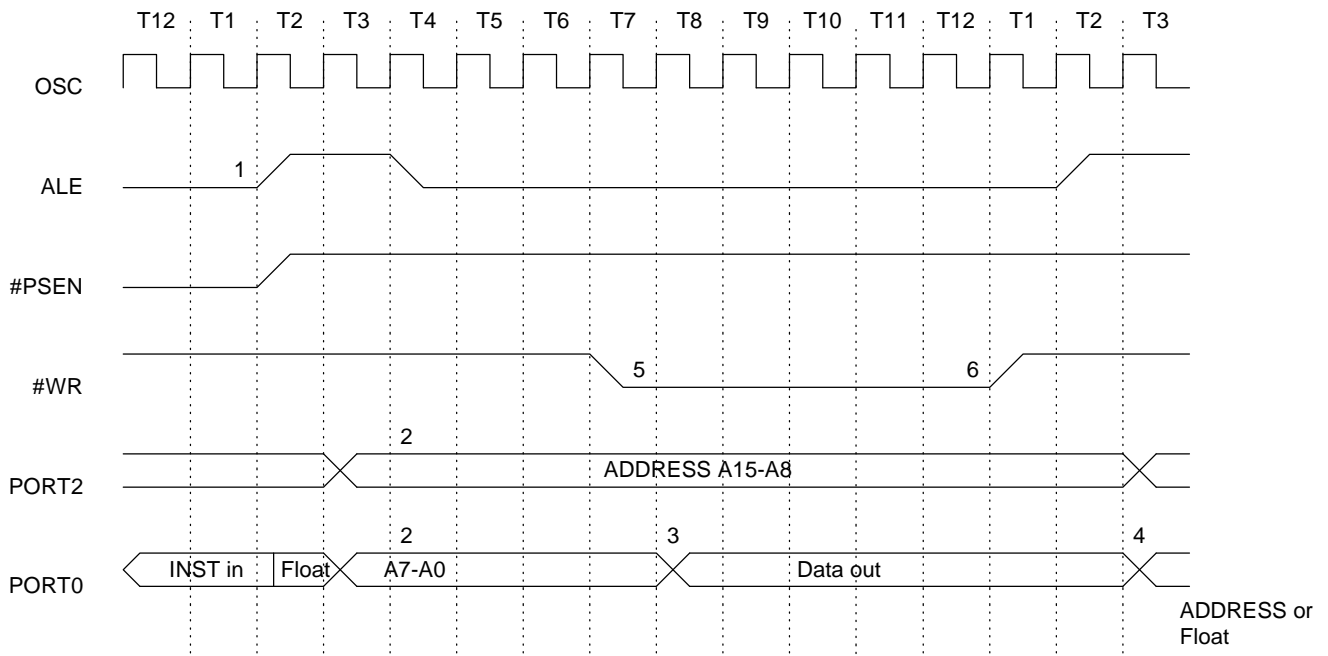 T12 T1 T2 T3 T4 T5 T6 T7 T8 T9 T10 T11 T12 T1 T2 T3
OSC
1
ALE
#PSEN
5 6
#WR
2
ADDRESS A15-A8
PORT2
2 3 4
INST in Float A7-A0 Data out
PORT0
ADDRESS or
Float